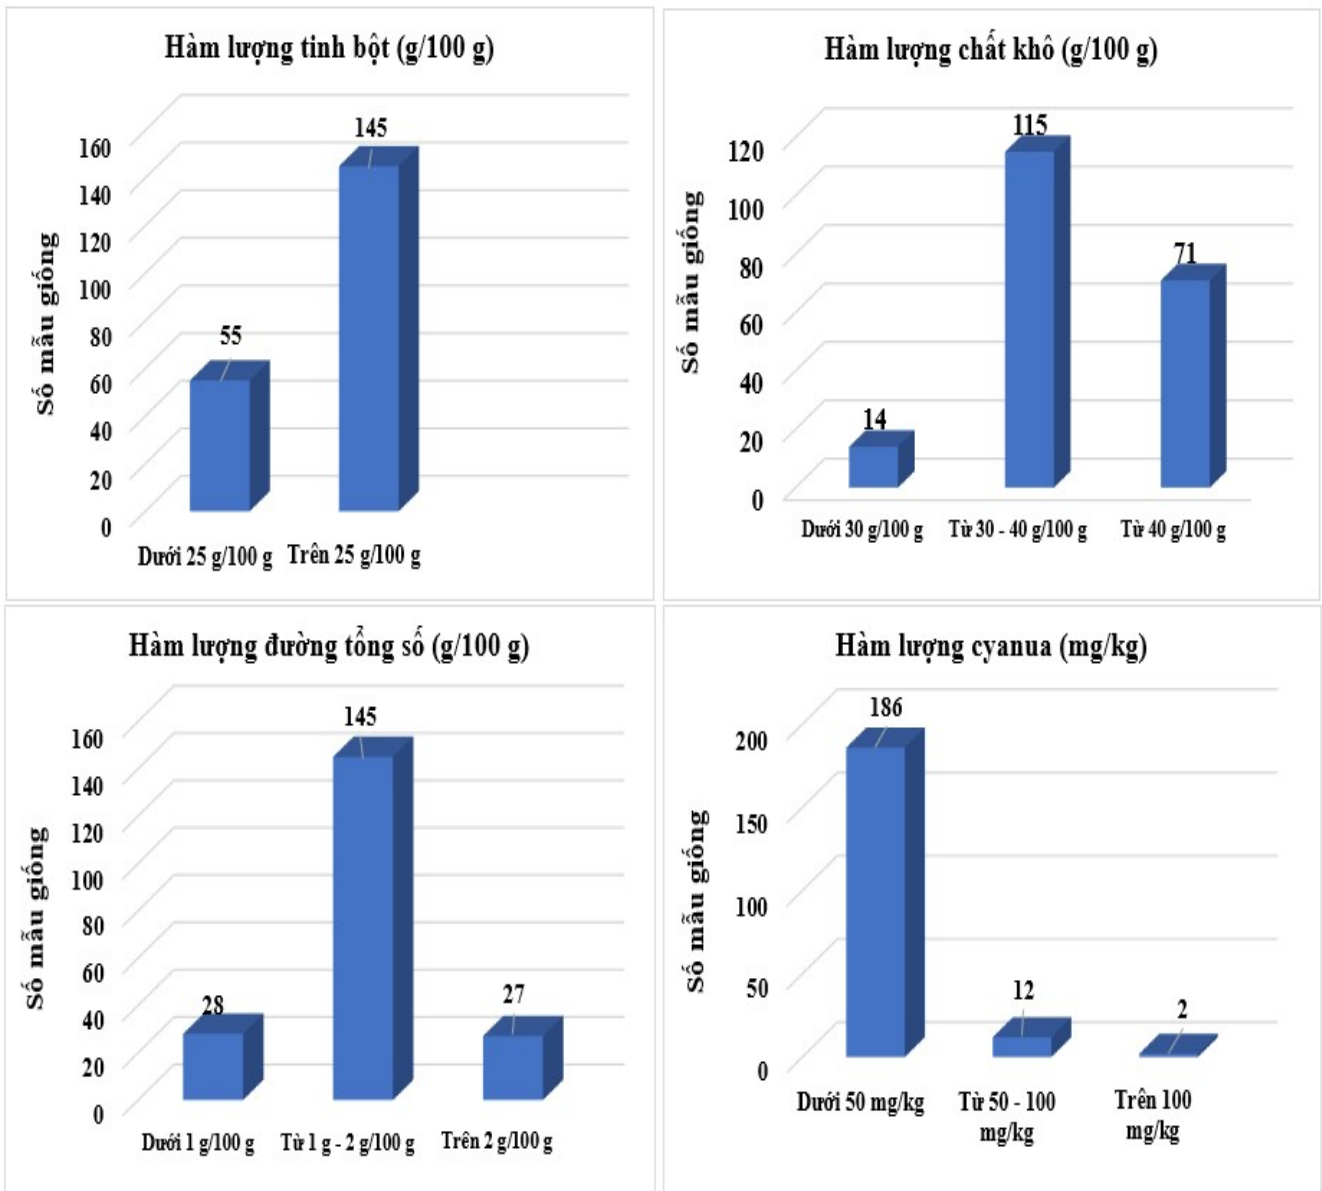 Hàm lượng tinh bột (g/100 g)
Số mẫu giống
160
140
120
100
80
60
40
20
0
55
145
Dưới 25 g/100 g
Trên 25 g/100 g
Hàm lượng chất khô (g/100 g)
Số mẫu giống
120
100
80
60
40
20
0
14
115
71
Dưới 30 g/100 g
Từ 30 - 40 g/100 g
Từ 40 g/100 g
Hàm lượng đường tổng số (g/100 g)
Số mẫu giống
160
140
120
100
80
60
40
20
0
28
145
27
Dưới 1 g/100 g
Từ 1 g - 2 g/100 g
Trên 2 g/100 g
Hàm lượng cyanua (mg/kg)
Số mẫu giống
200
150
100
50
0
186
12
2
Dưới 50 mg/kg
Từ 50 - 100
mg/kg
Trên 100
mg/kg